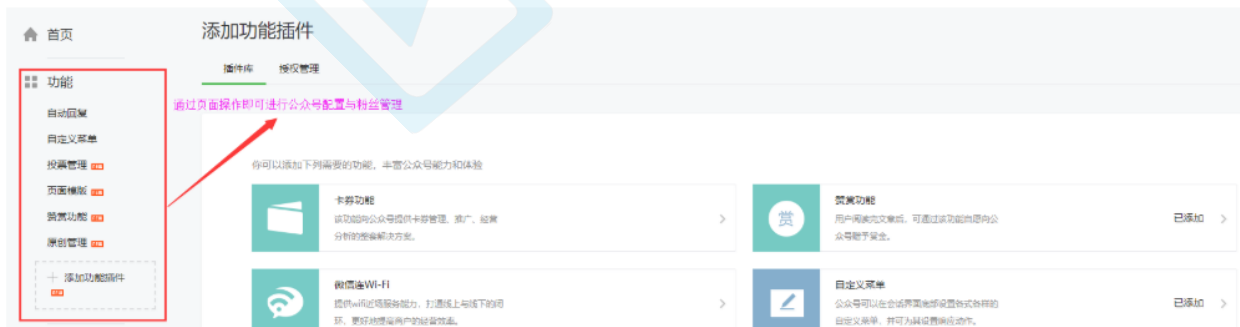 首页
添加功能插件
插件库 授权管理
功能
通过页面操作即可进行公众号配置与粉丝管理
自动回复
自定义菜单
投票管理
页面模版
赞赏功能
原创管理
+ 添加功能插件
你可以添加下列需要的功能，丰富公众号能力和体验
卡券功能
该功能向公众号提供卡券管理、推广、经营
分析的整套解决方案。
赏
赞赏功能
用户阅读完文章后，可通过该功能自愿向公
众号赠予赏金。
已添加
微信连Wi-Fi
提供wifi近场服务能力，打通线上与线下的闭
环，更好地提高商户的经营效率。
自定义菜单
公众号可以在会话界面底部设置各式各样的
自定义菜单，并可为其设置响应动作。
已添加